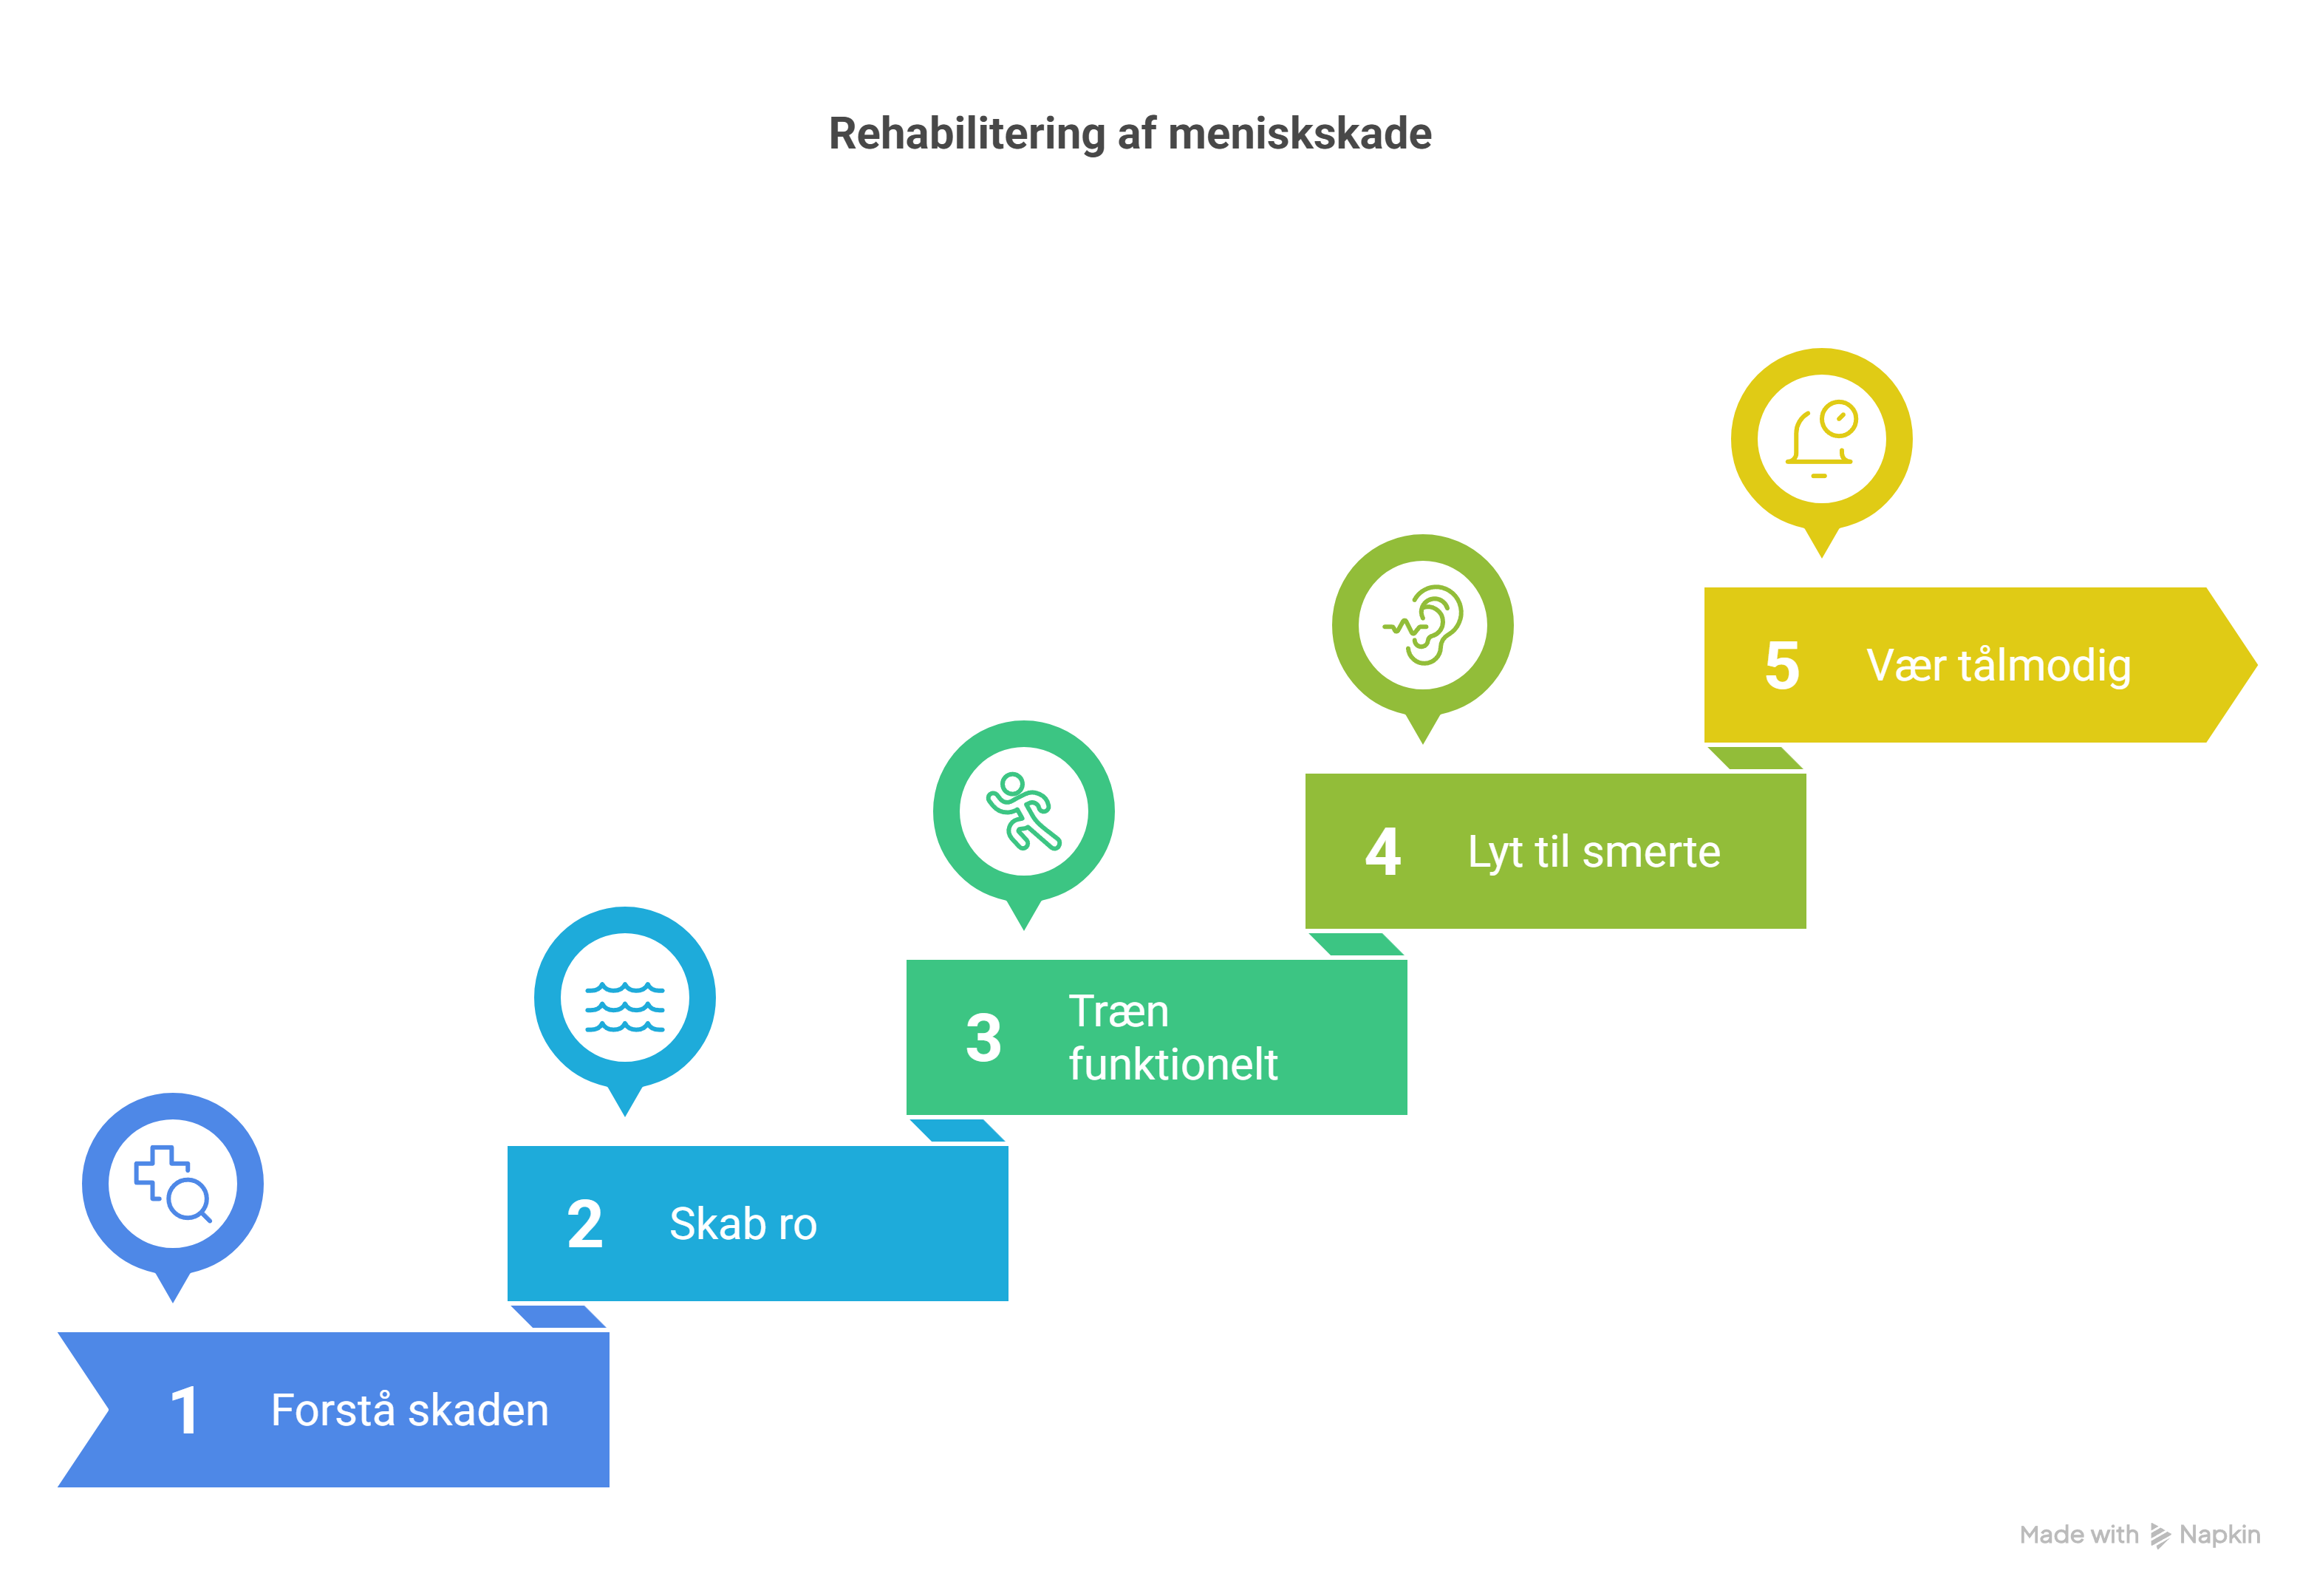 Rehabilitering af meniskskade
1 Forstå skaden
2 Skab ro
3 Træn
funktionelt
4 Lyt til smerte
5 Vær tålmodig
Made with Napkin